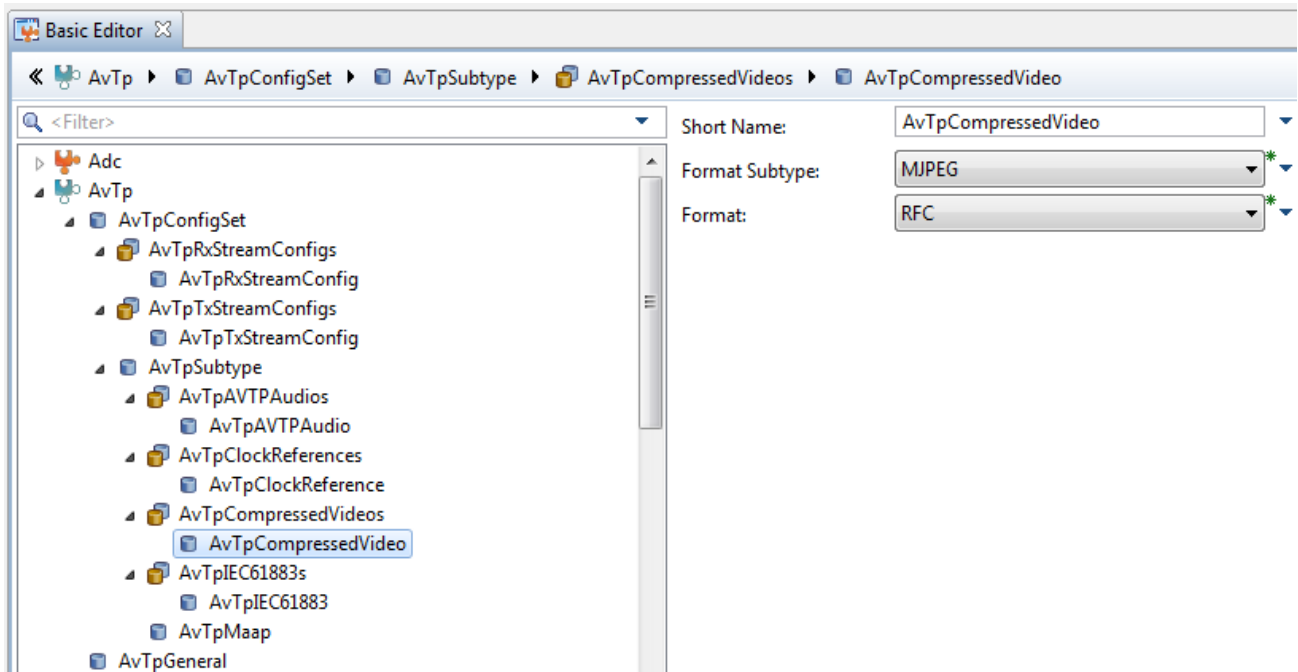 Basic Editor
AvTp AvTpConfigSet AvTpSubtype AvTpCompressedVideos AvTpCompressedVideo
<Filter>
Adc
AvTp
AvTpConfigSet
AvTpRxStreamConfigs
AvTpRxStreamConfig
AvTpTxStreamConfigs
AvTpTxStreamConfig
AvTpSubtype
AvTpAVTPAudios
AvTpAVTPAudio
AvTpClockReferences
AvTpClockReference
AvTpCompressedVideos
AvTpCompressedVideo
AvTpIEC61883s
AvTpIEC61883
AvTpMaap
AvTpGeneral
Short Name: AvTpCompressedVideo
Format Subtype: MJPEG
Format: RFC